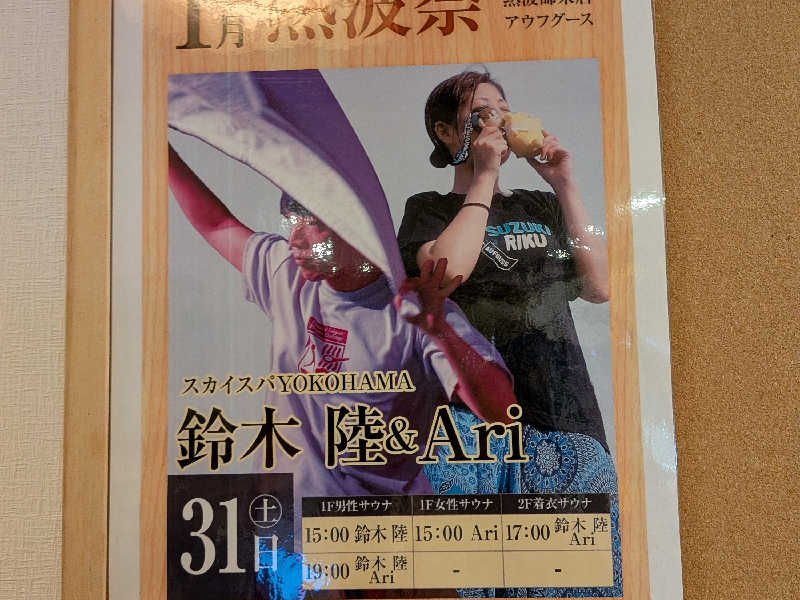 1月 熱波祭
熱波師来店
アウフグース
SUZUKI
RIKU
スカイスパYOKOHAMA
鈴木 陸&Ari
31土日
1F男性サウナ 1F女性サウナ 2F着衣サウナ
15:00 鈴木 陸 15:00 Ari 17:00 鈴木 陸 Ari
19:00 鈴木 陸 Ari - -